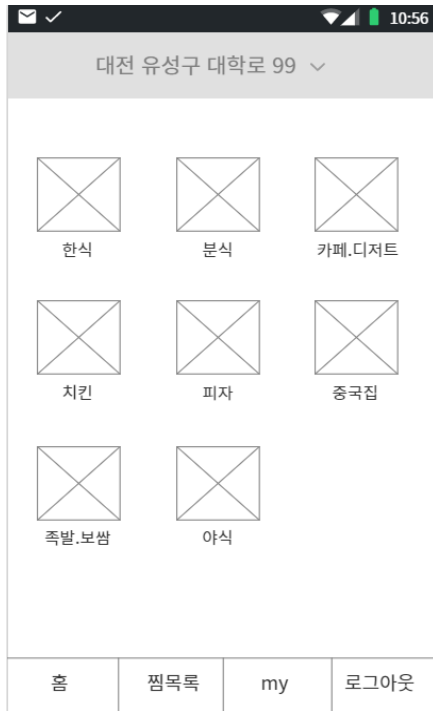 10:56
대전 유성구 대학로 99
한식 분식 카페.디저트
치킨 피자 중국집
족발.보쌈 야식
홈 찜목록 my 로그아웃